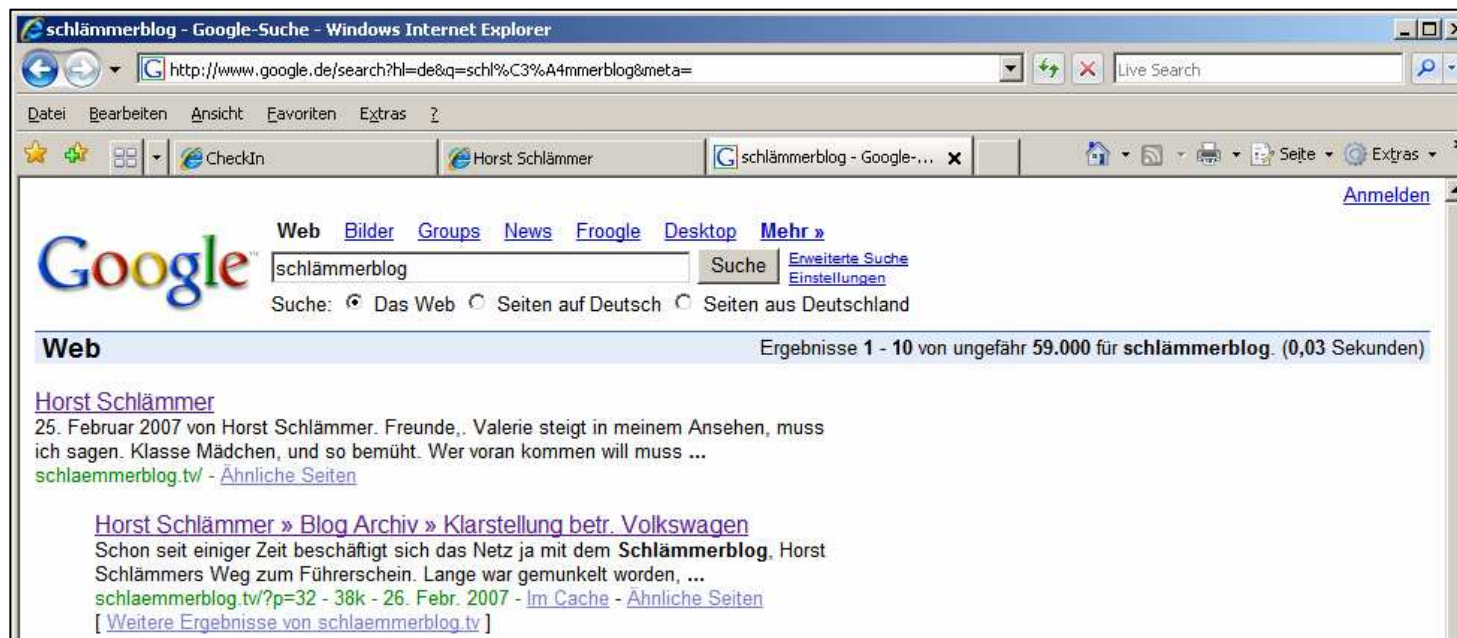 schlämmerblog - Google-Suche - Windows Internet Explorer
http://www.google.de/search?hl=de&q=schl%C3%A4mmerblog&meta=
Live Search
Datei Bearbeiten Ansicht Favoriten Extras ?
CheckIn Horst Schlämmer schlämmerblog - Google-... Seite Extras
Anmelden
Google™
Web Bilder Groups News Froogle Desktop Mehr »
schlämmerblog Suche Erweiterte Suche
Einstellungen
Suche: Das Web Seiten auf Deutsch Seiten aus Deutschland
Web Ergebnisse 1 - 10 von ungefähr 59.000 für schlämmerblog. (0,03 Sekunden)
Horst Schlämmer
25. Februar 2007 von Horst Schlämmer. Freunde,. Valerie steigt in meinem Ansehen, muss
ich sagen. Klasse Mädchen, und so bemüht. Wer voran kommen will muss ...
schlaemmerblog.tv/ - Ähnliche Seiten
Horst Schlämmer » Blog Archiv » Klarstellung betr. Volkswagen
Schon seit einiger Zeit beschäftigt sich das Netz ja mit dem Schlämmerblog, Horst
Schlämmers Weg zum Führerschein. Lange war gemunkelt worden, ...
schlaemmerblog.tv/?p=32 - 38k - 26. Febr. 2007 - Im Cache - Ähnliche Seiten
[ Weitere Ergebnisse von schlaemmerblog.tv ]